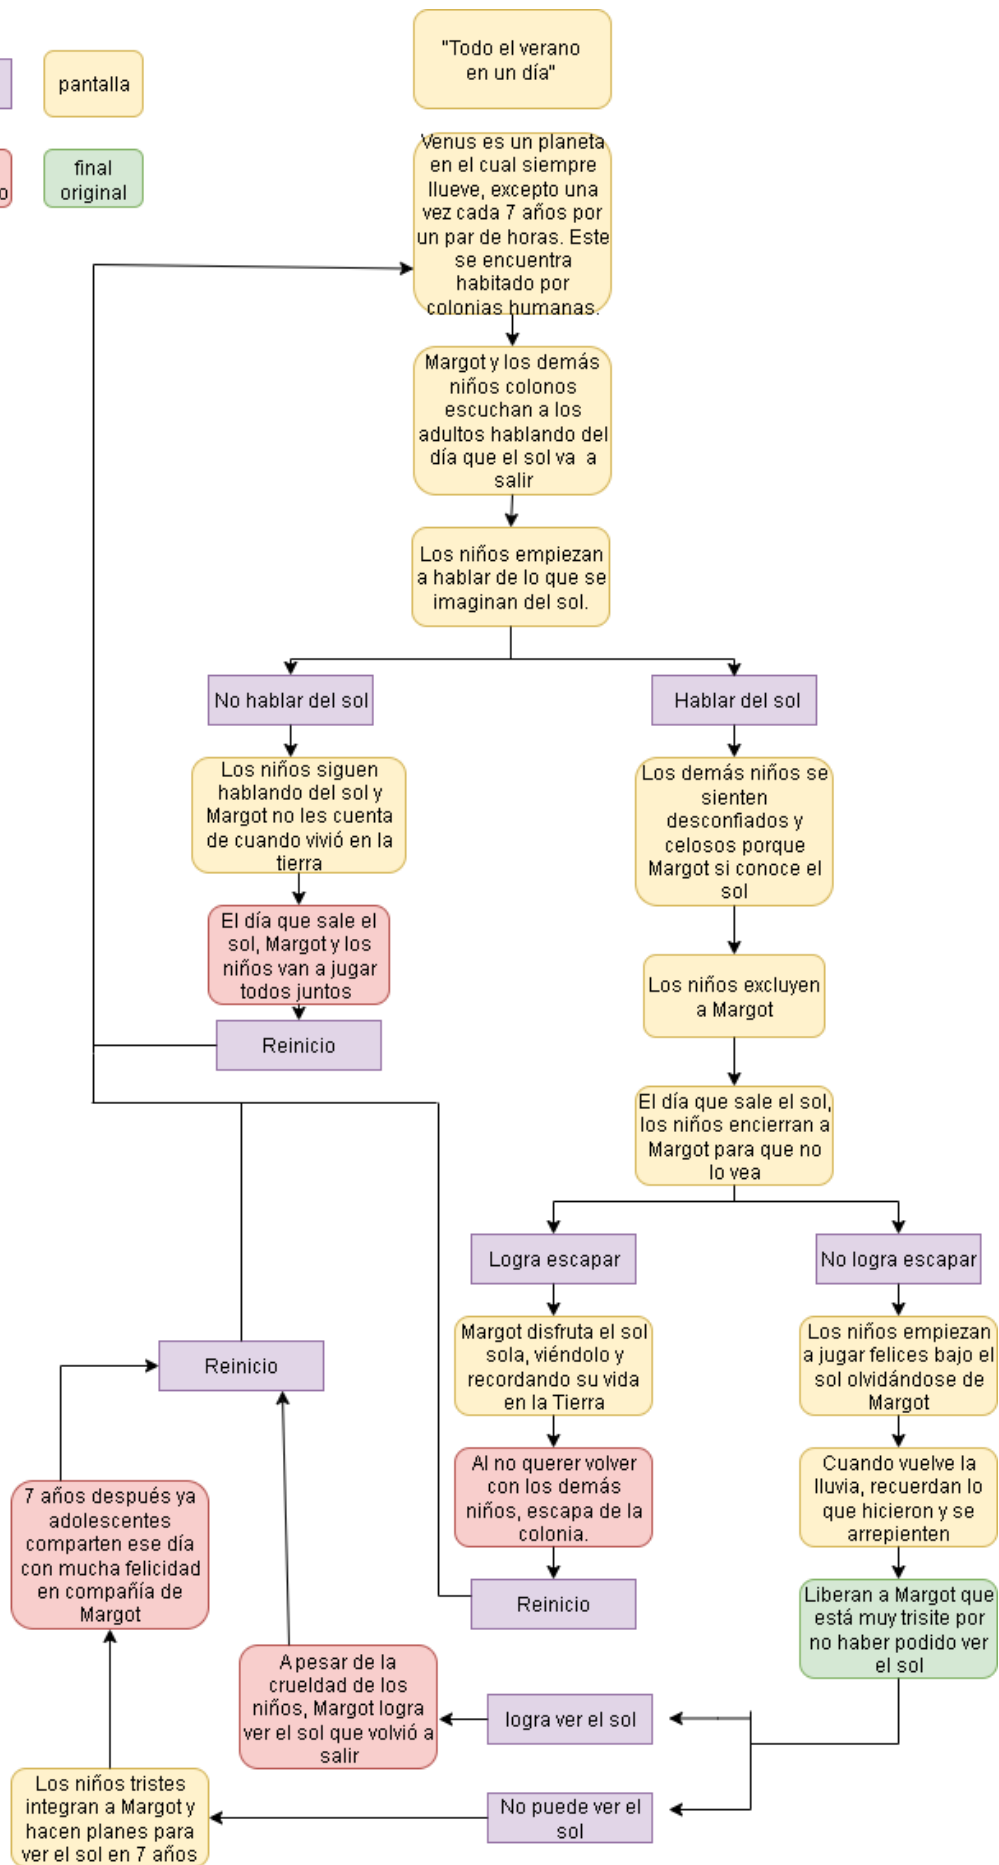 "Todo el verano
en un día"
pantalla
final
original
o
Venus es un planeta
en el cual siempre
llueve, excepto una
vez cada 7 años por
un par de horas. Este
se encuentra
habitado por
colonias humanas.
Margot y los demás
niños colonos
escuchan a los
adultos hablando del
día que el sol va a
salir
Los niños empiezan
a hablar de lo que se
imaginan del sol.
No hablar del sol
Hablar del sol
Los niños siguen
hablando del sol y
Margot no les cuenta
de cuando vivió en la
tierra
Los demás niños se
sienten
desconfiados y
celosos porque
Margot si conoce el
sol
El día que sale el
sol, Margot y los
niños van a jugar
todos juntos
Los niños excluyen
a Margot
Reinicio
El día que sale el sol,
los niños encierran a
Margot para que no
lo vea
Logra escapar
No logra escapar
Margot disfruta el sol
sola, viéndolo y
recordando su vida
en la Tierra
Los niños empiezan
a jugar felices bajo el
sol olvidándose de
Margot
Reinicio
Al no querer volver
con los demás
niños, escapa de la
colonia.
Cuando vuelve la
lluvia, recuerdan lo
que hicieron y se
arrepienten
7 años después ya
adolescentes
comparten ese día
con mucha felicidad
en compañía de
Margot
Reinicio
Liberan a Margot que
está muy trisite por
no haber podido ver
el sol
A pesar de la
crueldad de los
niños, Margot logra
ver el sol que volvió a
salir
logra ver el sol
Los niños tristes
integran a Margot y
hacen planes para
ver el sol en 7 años
No puede ver el
sol